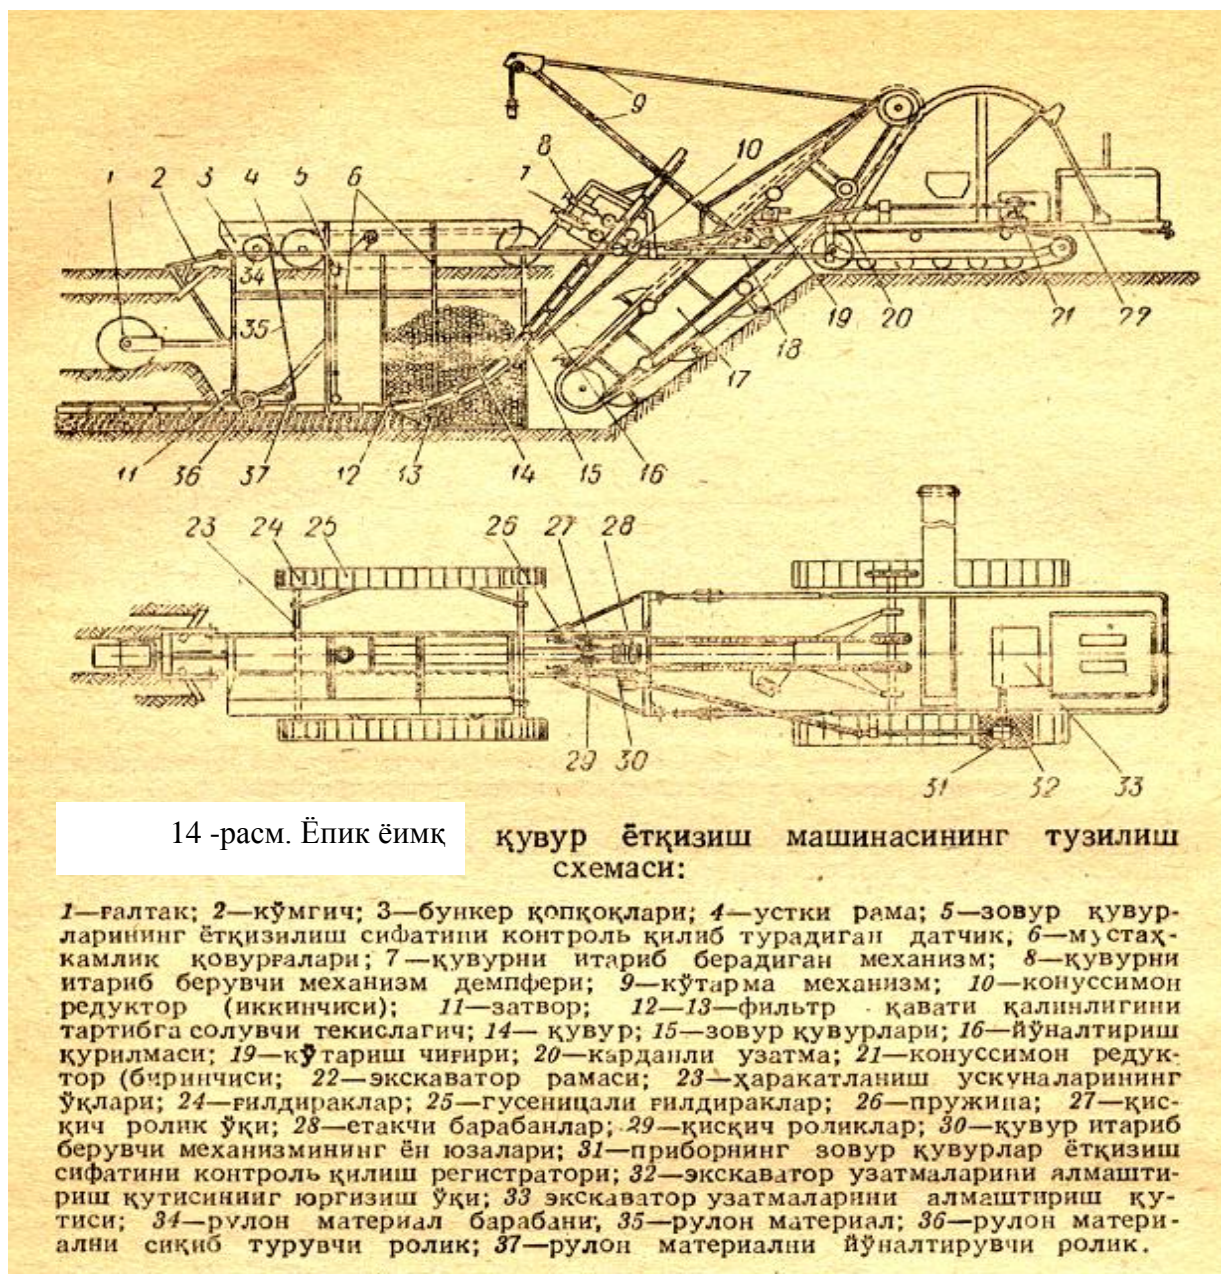 9
8
10
7
1 2 3 4 5 6
34
35
19 20 21 22
18
17
11 36 37 12 13 14 15 16
23 24 25 26 27 28
29 30
31 32 33
14 -расм. Ёпик ёимқ қувур ётқизиш машинасининг тузилиш
схемаси:
1—ғалтак; 2—кўмгич; 3—бункер қопқоқлари; 4—устки рама; 5—зовур қувур-
ларининг ётқизилиш сифатини контроль қилиб турадиган датчик, 6—мустаҳ-
камлик қовурғалари; 7—қувурни итариб берадиган механизм; 8—қувурни
итариб берувчи механизм демпфери; 9—кўтарма механизм; 10—конуссимон
редуктор (иккинчиси); 11—затвор; 12—13—фильтр қавати қалинлигини
тартибга солувчи текислагич; 14— қувур; 15—зовур қувурлари; 16—йўналтириш
қурилмаси; 19—кўтариш чиғири; 20—карданли узатма; 21—конуссимон редук-
тор (биринчиси; 22—экскаватор рамаси; 23—ҳаракатланиш ускуналарининг
ўқлари; 24—ғилдираклар; 25—гусеницали ғилдираклар; 26—пружина; 27—қис-
қич ролик ўқи; 28—етакчи барабанлар; 29—қисқич роликлар; 30—қувур итариб
берувчи механизмининг ён юзалари; 31—приборнинг зовур қувурлар ётқизиш
сифатини контроль қилиш регистратори; 32—экскаватор узатмаларини алмашти-
риш қутисининг юргизиш ўқи; 33 экскаватор узатмаларини алмаштириш қу-
тиси; 34—рулон материал барабани; 35—рулон материал; 36—рулон матери-
ални сиқиб турувчи ролик; 37—рулон материални йўналтирувчи ролик.